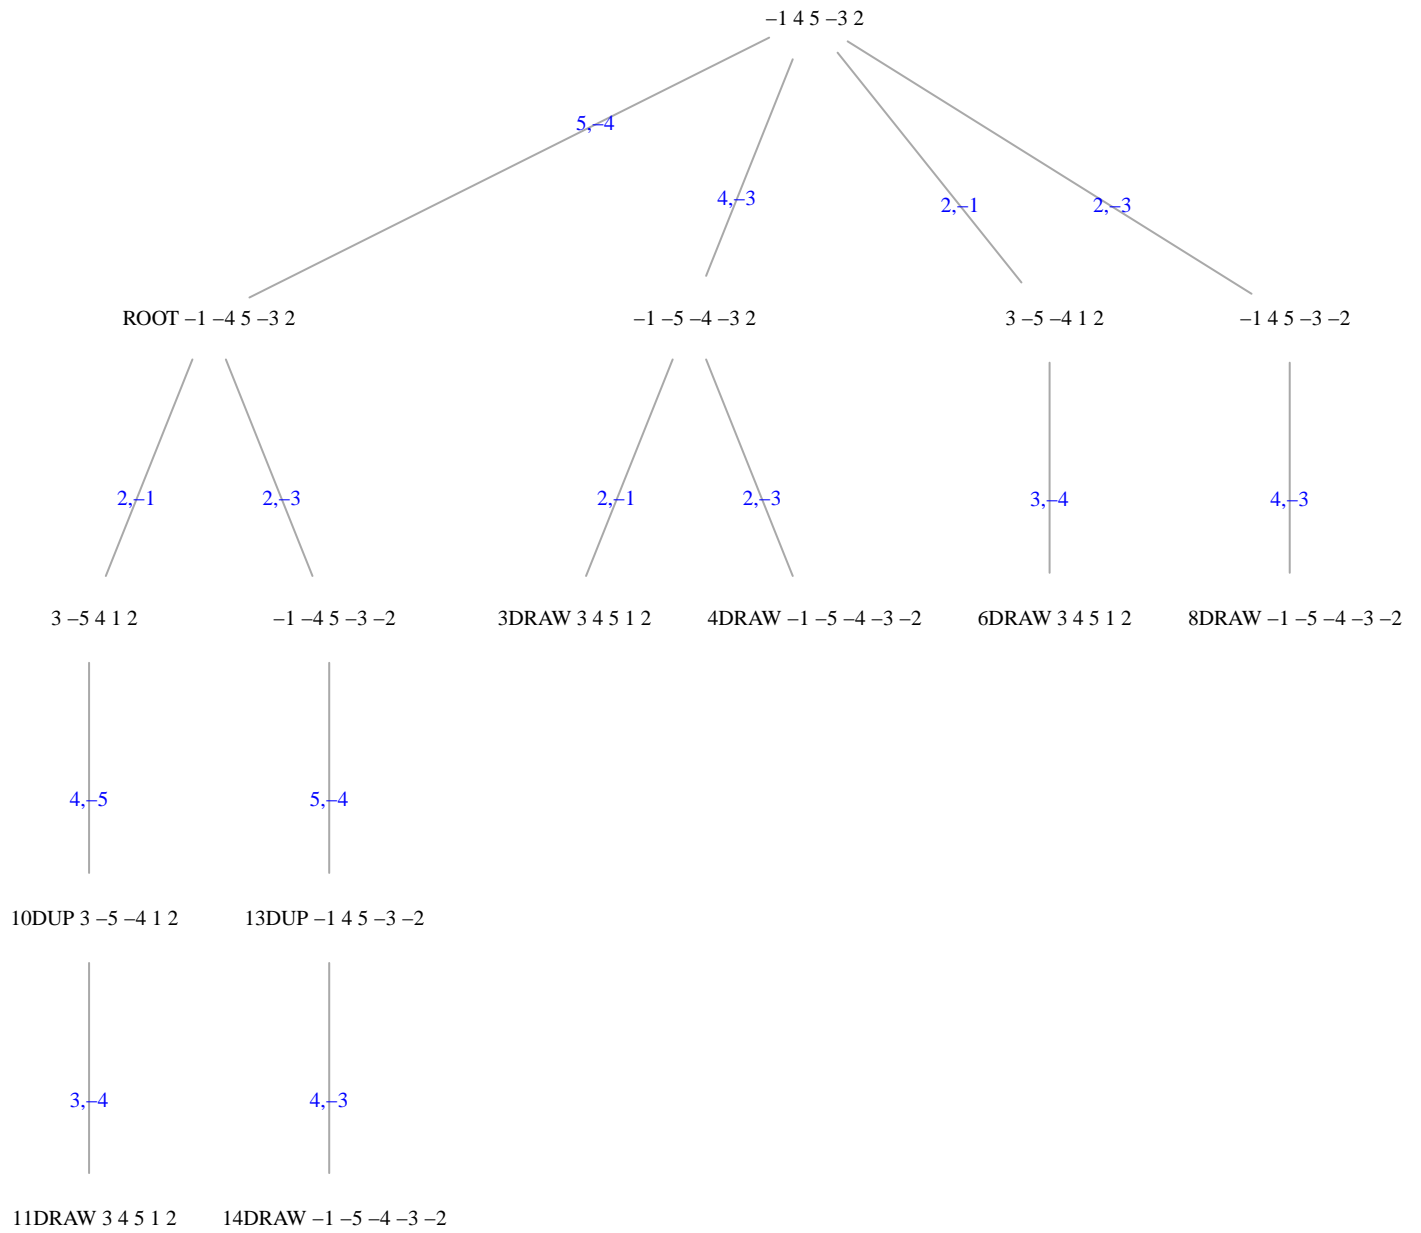 –1 4 5 –3 2
5,–4
4,–3
2,–1
2,–3
ROOT –1 –4 5 –3 2
–1 –5 –4 –3 2
3 –5 –4 1 2
–1 4 5 –3 –2
2,–1
2,–3
2,–1
2,–3
3,–4
4,–3
3 –5 4 1 2
–1 –4 5 –3 –2
3DRAW 3 4 5 1 2
4DRAW –1 –5 –4 –3 –2
6DRAW 3 4 5 1 2
8DRAW –1 –5 –4 –3 –2
4,–5
5,–4
10DUP 3 –5 –4 1 2
13DUP –1 4 5 –3 –2
3,–4
4,–3
11DRAW 3 4 5 1 2
14DRAW –1 –5 –4 –3 –2